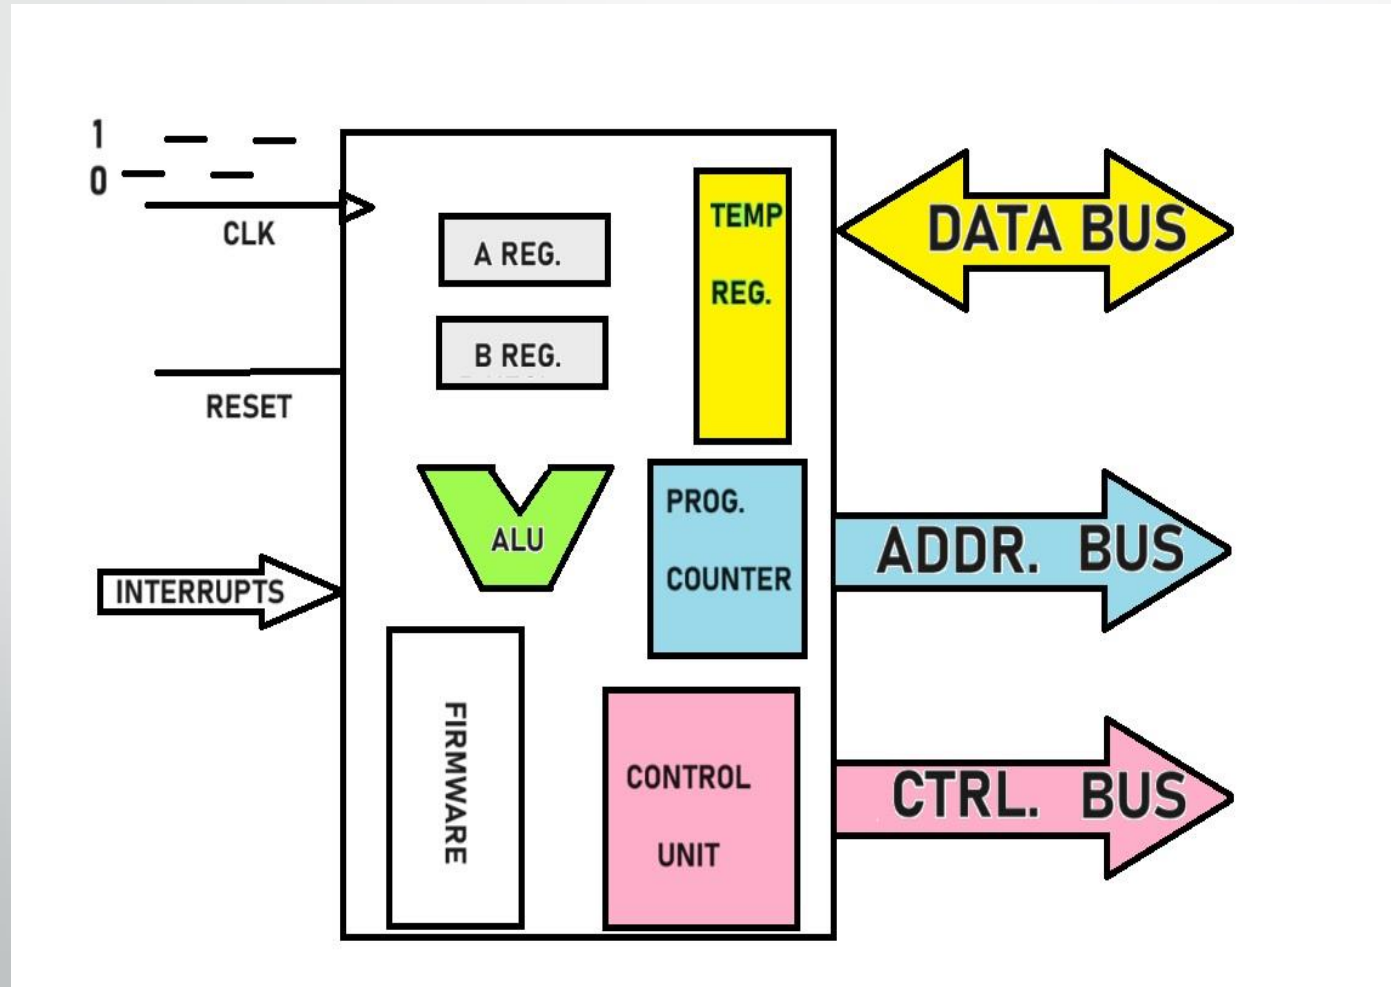 1
0
CLK
RESET
INTERRUPTS
A REG.
B REG.
ALU
FIRMWARE
TEMP
REG.
PROG.
COUNTER
CONTROL
UNIT
DATA BUS
ADDR. BUS
CTRL. BUS